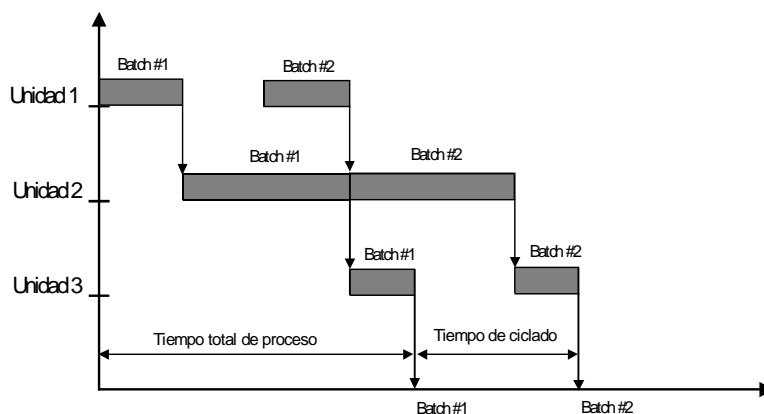 Batch #1
Batch #2
Unidad 1
Batch #1
Batch #2
Unidad 2
Batch #1
Batch #2
Unidad 3
Tiempo total de proceso
Tiempo de ciclado
Batch #1
Batch #2